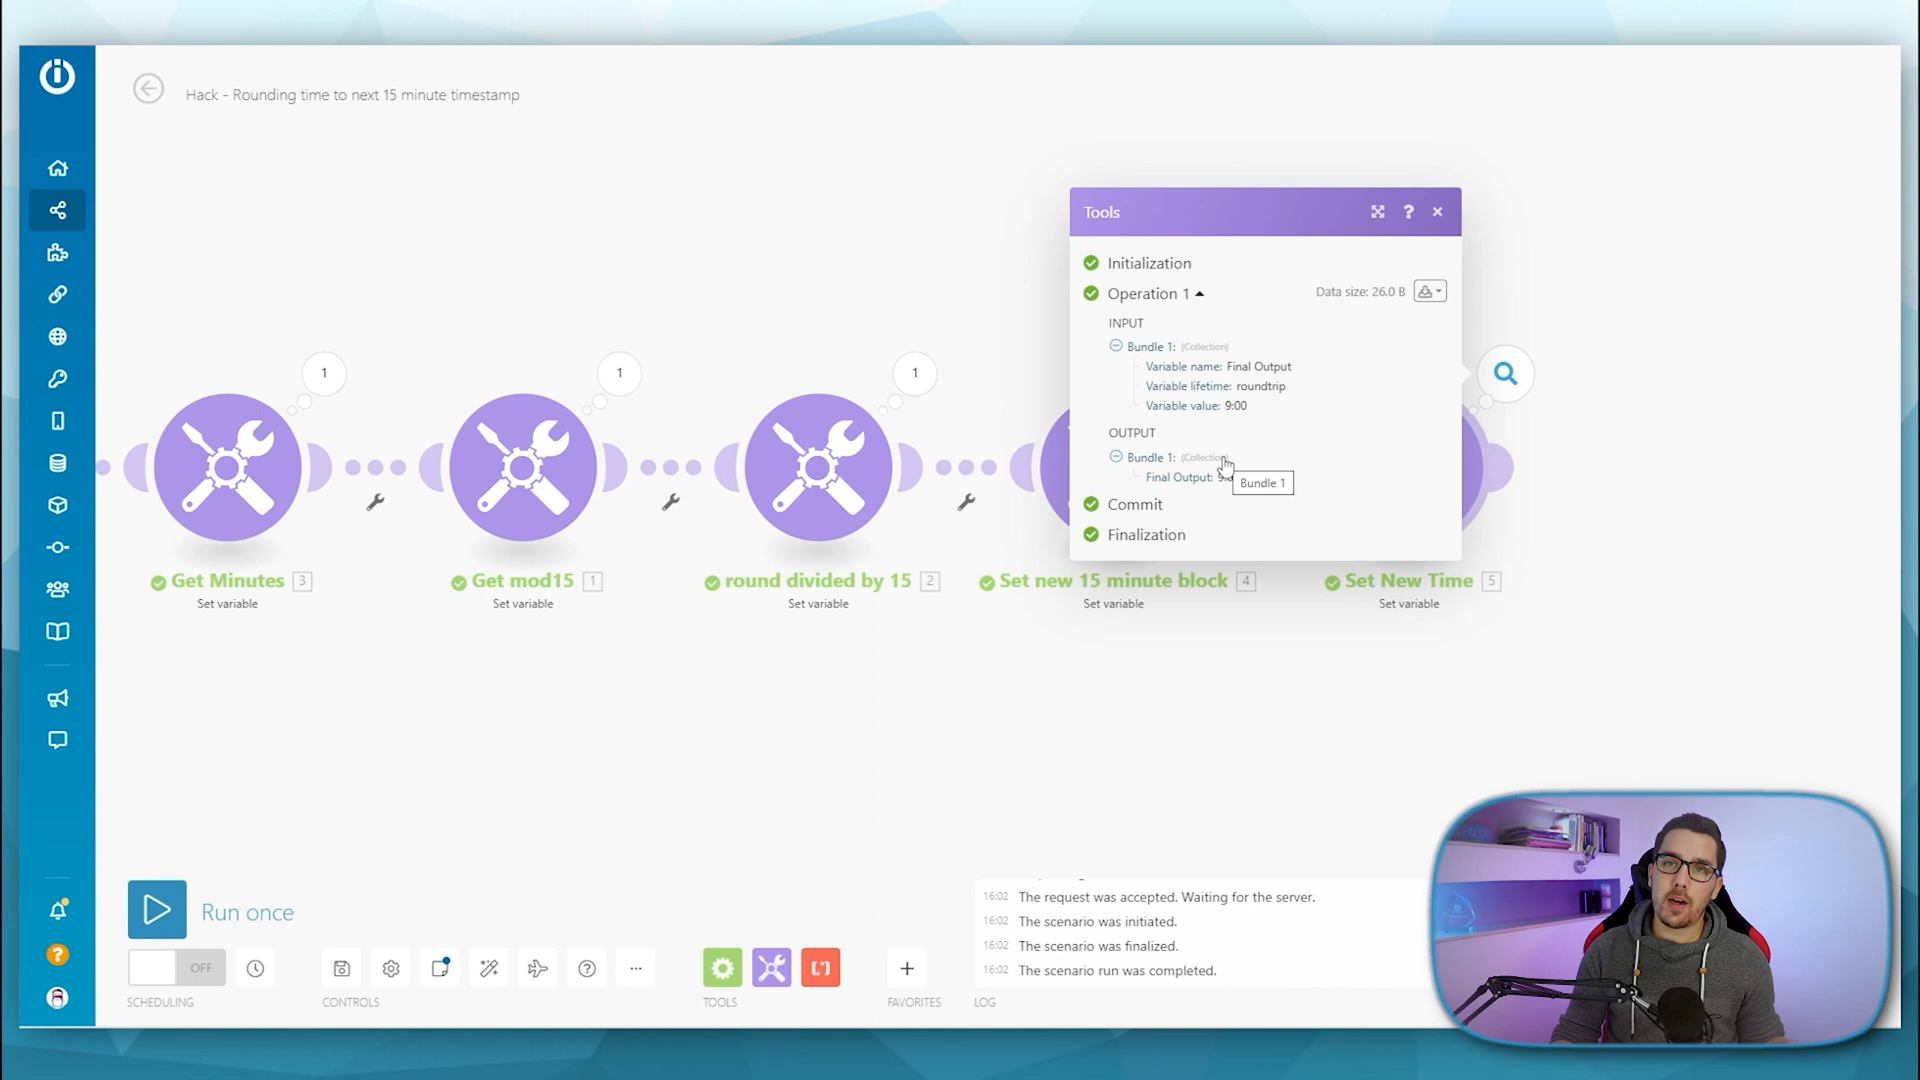 Hack - Rounding time to next 15 minute timestamp
Tools
Initialization
Operation 1
Data size: 26.0 B
INPUT
Bundle 1: (Collection)
Variable name: Final Output
Variable lifetime: roundtrip
Variable value: 9:00
OUTPUT
Bundle 1: (Collection)
Final Output:
Bundle 1
Commit
Finalization
1
1
1
Get Minutes 3
Set variable
Get mod15 1
Set variable
round divided by 15 2
Set variable
Set new 15 minute block 4
Set variable
Set New Time 5
Set variable
Run once
OFF
SCHEDULING
CONTROLS
TOOLS
FAVORITES
16:02 The request was accepted. Waiting for the server.
16:02 The scenario was initiated.
16:02 The scenario was finalized.
16:02 The scenario run was completed.
LOG